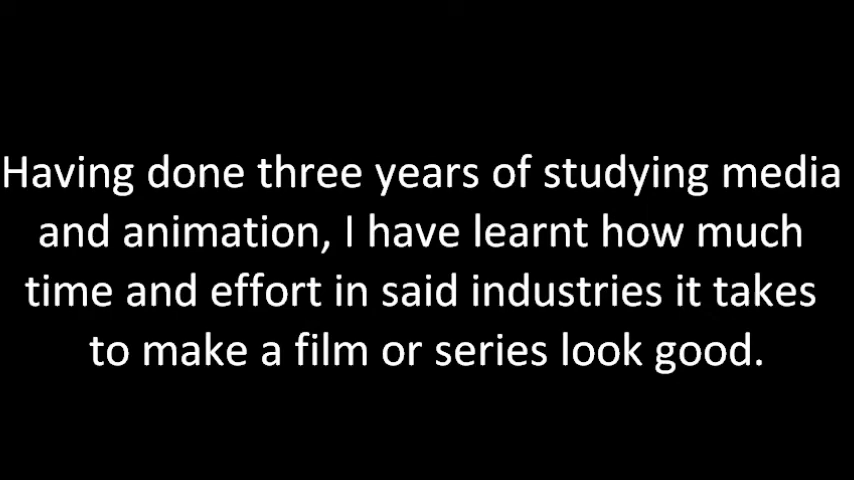 Having done three years of studying media
and animation, I have learnt how much
time and effort in said industries it takes
to make a film or series look good.